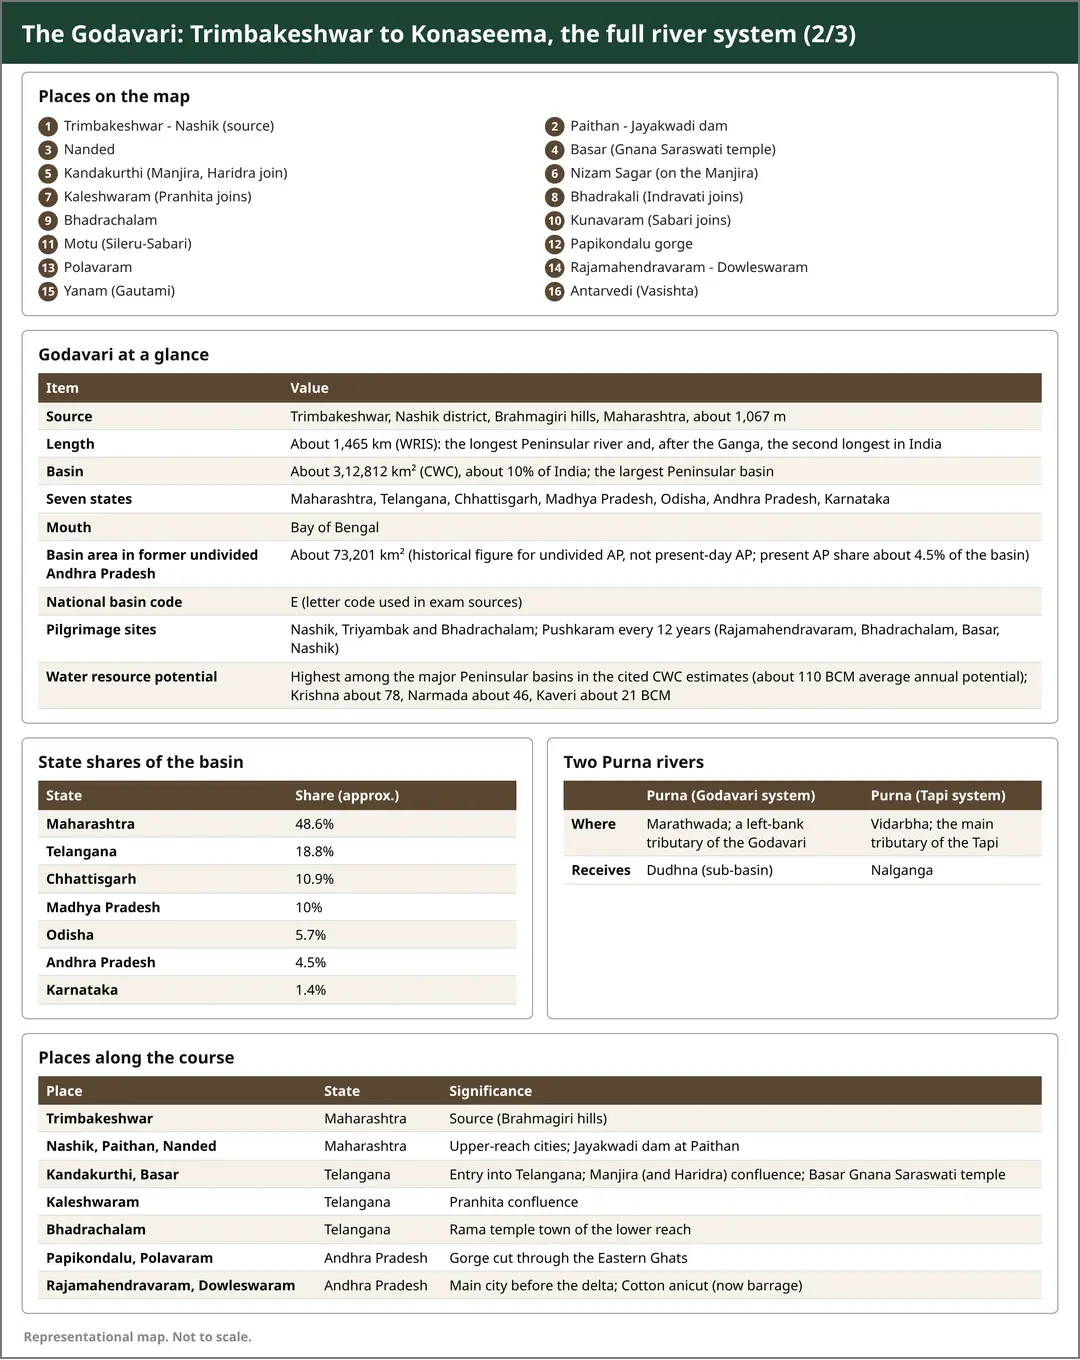 The Godavari: Trimbakeshwar to Konaseema, the full river system (2/3)
Places on the map
1 Trimbakeshwar - Nashik (source)
2 Paithan - Jayakwadi dam
3 Nanded
4 Basar (Gnana Saraswati temple)
5 Kandakurthi (Manjira, Haridra join)
6 Nizam Sagar (on the Manjira)
7 Kaleshwaram (Pranhita joins)
8 Bhadrakali (Indravati joins)
9 Bhadrachalam
10 Kunavaram (Sabari joins)
11 Motu (Sileru-Sabari)
12 Papikondalu gorge
13 Polavaram
14 Rajamahendravaram - Dowleswaram
15 Yanam (Gautami)
16 Antarvedi (Vasishta)
Godavari at a glance
Item Value
Source Trimbakeshwar, Nashik district, Brahmagiri hills, Maharashtra, about 1,067 m
Length About 1,465 km (WRIS): the longest Peninsular river and, after the Ganga, the second longest in India
Basin About 3,12,812 km² (CWC), about 10% of India; the largest Peninsular basin
Seven states Maharashtra, Telangana, Chhattisgarh, Madhya Pradesh, Odisha, Andhra Pradesh, Karnataka
Mouth Bay of Bengal
Basin area in former undivided
Andhra Pradesh
About 73,201 km² (historical figure for undivided AP, not present-day AP; present AP share about 4.5% of the basin)
National basin code E (letter code used in exam sources)
Pilgrimage sites Nashik, Triyambak and Bhadrachalam; Pushkaram every 12 years (Rajamahendravaram, Bhadrachalam, Basar,
Nashik)
Water resource potential Highest among the major Peninsular basins in the cited CWC estimates (about 110 BCM average annual potential);
Krishna about 78, Narmada about 46, Kaveri about 21 BCM
State shares of the basin
State Share (approx.)
Maharashtra 48.6%
Telangana 18.8%
Chhattisgarh 10.9%
Madhya Pradesh 10%
Odisha 5.7%
Andhra Pradesh 4.5%
Karnataka 1.4%
Two Purna rivers
Purna (Godavari system) Purna (Tapi system)
Where
Marathwada; a left-bank
tributary of the Godavari
Vidarbha; the main
tributary of the Tapi
Receives Dudhna (sub-basin) Nalganga
Places along the course
Place State Significance
Trimbakeshwar Maharashtra Source (Brahmagiri hills)
Nashik, Paithan, Nanded Maharashtra Upper-reach cities; Jayakwadi dam at Paithan
Kandakurthi, Basar Telangana Entry into Telangana; Manjira (and Haridra) confluence; Basar Gnana Saraswati temple
Kaleshwaram Telangana Pranhita confluence
Bhadrachalam Telangana Rama temple town of the lower reach
Papikondalu, Polavaram Andhra Pradesh Gorge cut through the Eastern Ghats
Rajamahendravaram, Dowleswaram Andhra Pradesh Main city before the delta; Cotton anicut (now barrage)
Representational map. Not to scale.